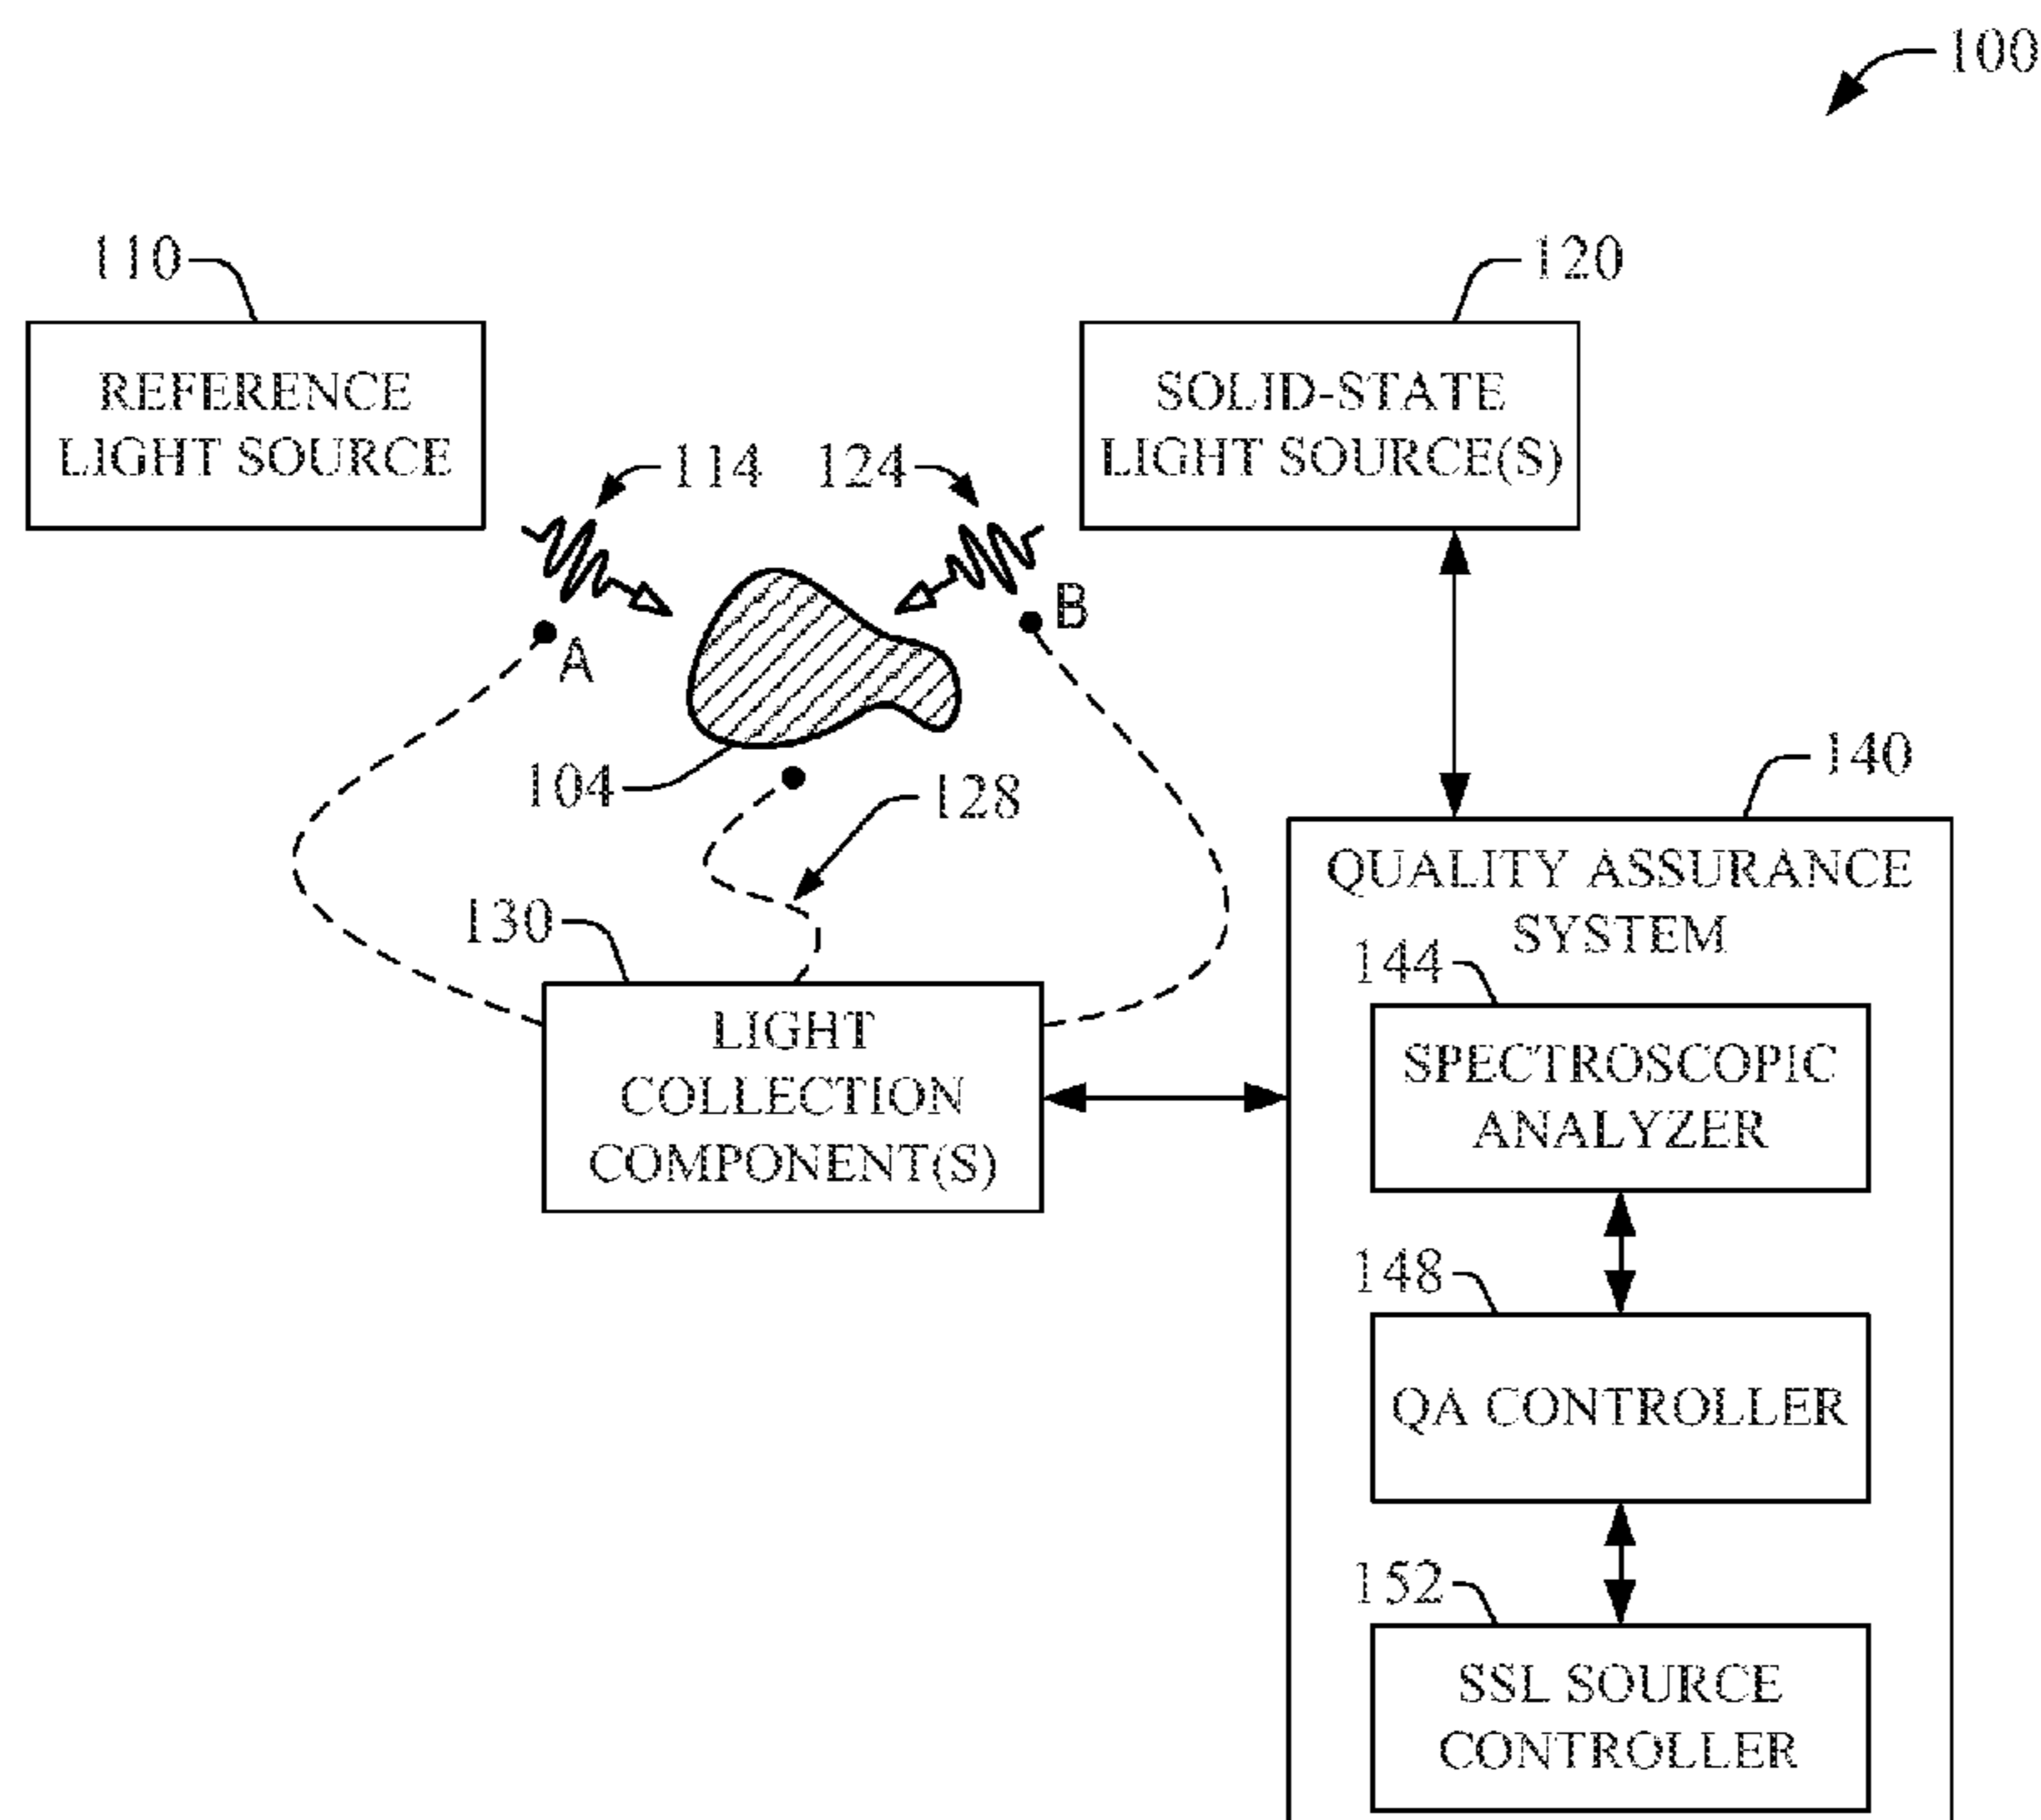 100
110
120
REFERENCE
LIGHT SOURCE
SOLID-STATE
LIGHT SOURCE(S)
114
124
A
B
104
128
140
130
QUALITY ASSURANCE
SYSTEM
144
LIGHT
COLLECTION
COMPONENT(S)
SPECTROSCOPIC
ANALYZER
148
QA CONTROLLER
152
SSL SOURCE
CONTROLLER